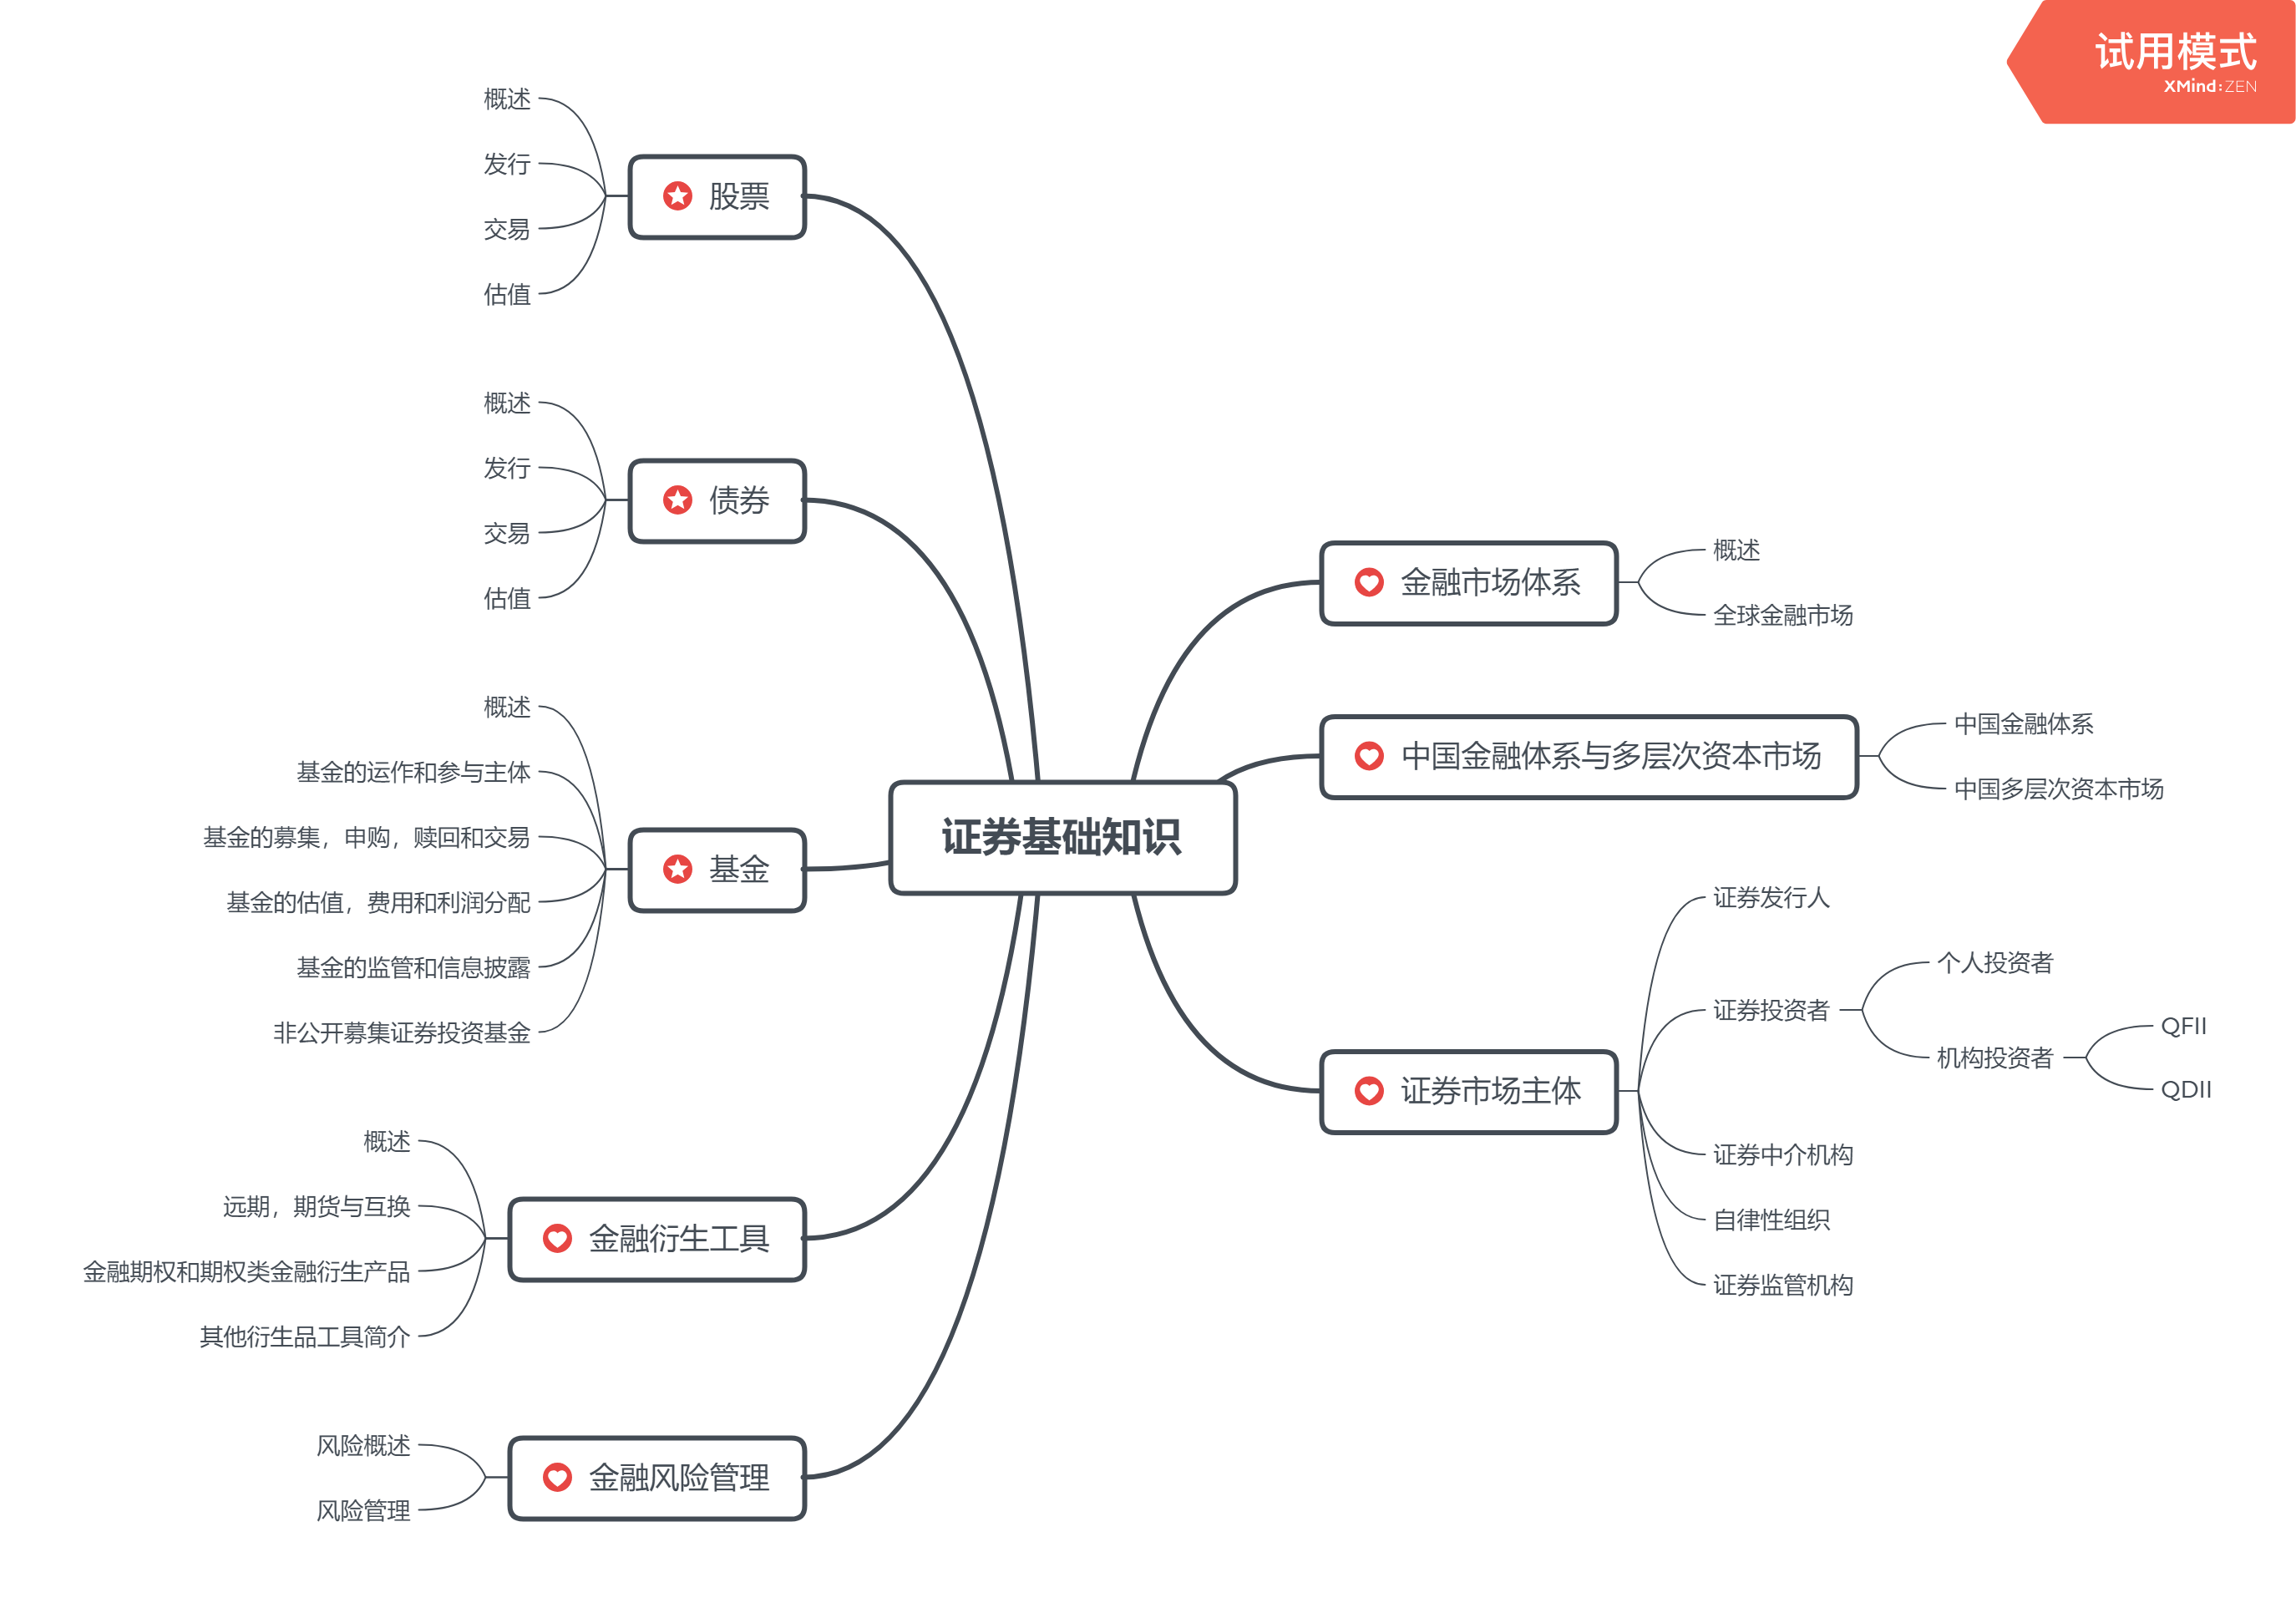 试用模式
XMind:ZEN
证券基础知识
金融市场体系
概述
全球金融市场
中国金融体系与多层次资本市场
中国金融体系
中国多层次资本市场
证券市场主体
证券发行人
证券投资者
个人投资者
机构投资者
QFII
QDII
证券中介机构
自律性组织
证券监管机构
股票
概述
发行
交易
估值
债券
概述
发行
交易
估值
基金
概述
基金的运作和参与主体
基金的募集，申购，赎回和交易
基金的估值，费用和利润分配
基金的监管和信息披露
非公开募集证券投资基金
金融衍生工具
概述
远期，期货与互换
金融期权和期权类金融衍生产品
其他衍生品工具简介
金融风险管理
风险概述
风险管理